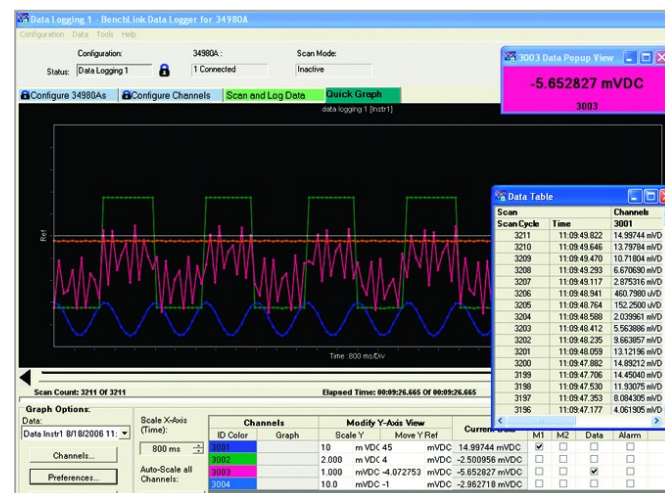 Data Logging 1 - BenchLink Data Logger for 34980A
Configuration Data Tools Help
Configuration: 34980A: Scan Mode:
Status: Data Logging 1 1 Connected Inactive
3003 Data Popup View
-5.652827 mVDC
3003
Configure 34980As Configure Channels Scan and Log Data Quick Graph
data logging 1 [Instr1]
Ref
Time :800 ms/Div
Data Table
Scan Channels
Scan Cycle Time 3001
3211 11:09:49.822 14.99744 mVD
3210 11:09:49.646 13.79784 mVD
3209 11:09:49.470 10.71804 mVD
3208 11:09:49.293 6.670690 mVD
3207 11:09:49.117 2.875316 mVD
3206 11:09:48.941 460.7980 uVD
3205 11:09:48.764 152.2500 uVD
3204 11:09:48.588 2.039961 mVD
3203 11:09:48.412 5.563886 mVD
3202 11:09:48.235 9.663857 mVD
3201 11:09:48.059 13.12196 mVD
3200 11:09:47.882 14.89212 mVD
3199 11:09:47.706 14.45040 mVD
3198 11:09:47.530 11.93075 mVD
3197 11:09:47.353 8.084305 mVD
3196 11:09:47.177 4.061905 mVD
Scan Count: 3211 Of 3211 Elapsed Time: 00:09:26.665 Of 00:09:26.665
Graph Options:
Data:
Data Instr1 8/18/2006 11:
Channels...
Preferences...
Scale X-Axis
(Time):
800 ms
Auto-Scale all
Channels:
Channels Modify Y-Axis View
ID Color Graph Scale Y Move Y Ref Current M1 M2 Data Alarm
3001 10 m VDC 45 mVDC 14.99744 mVDC
3002 2.000 m VDC 4 mVDC -2.500956 mVDC
3003 1.000 mVDC -4.072753 mVDC -5.652827 mVDC
3004 10.0 mVDC -1 mVDC -2.962718 mVDC